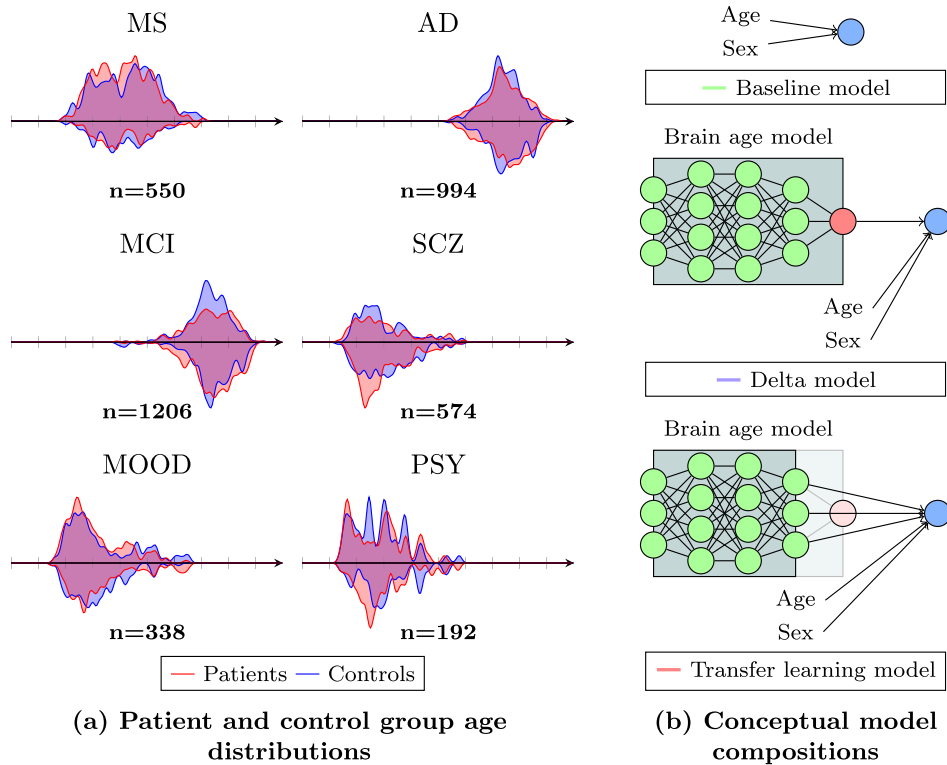 MS
AD
n=550
n=994
MCI
SCZ
n=1206
n=574
MOOD
PSY
n=338
n=192
Patients Controls
(a) Patient and control group age
distributions
Age
Sex
Baseline model
Brain age model
Age
Sex
Delta model
Brain age model
Age
Sex
Transfer learning model
(b) Conceptual model
compositions